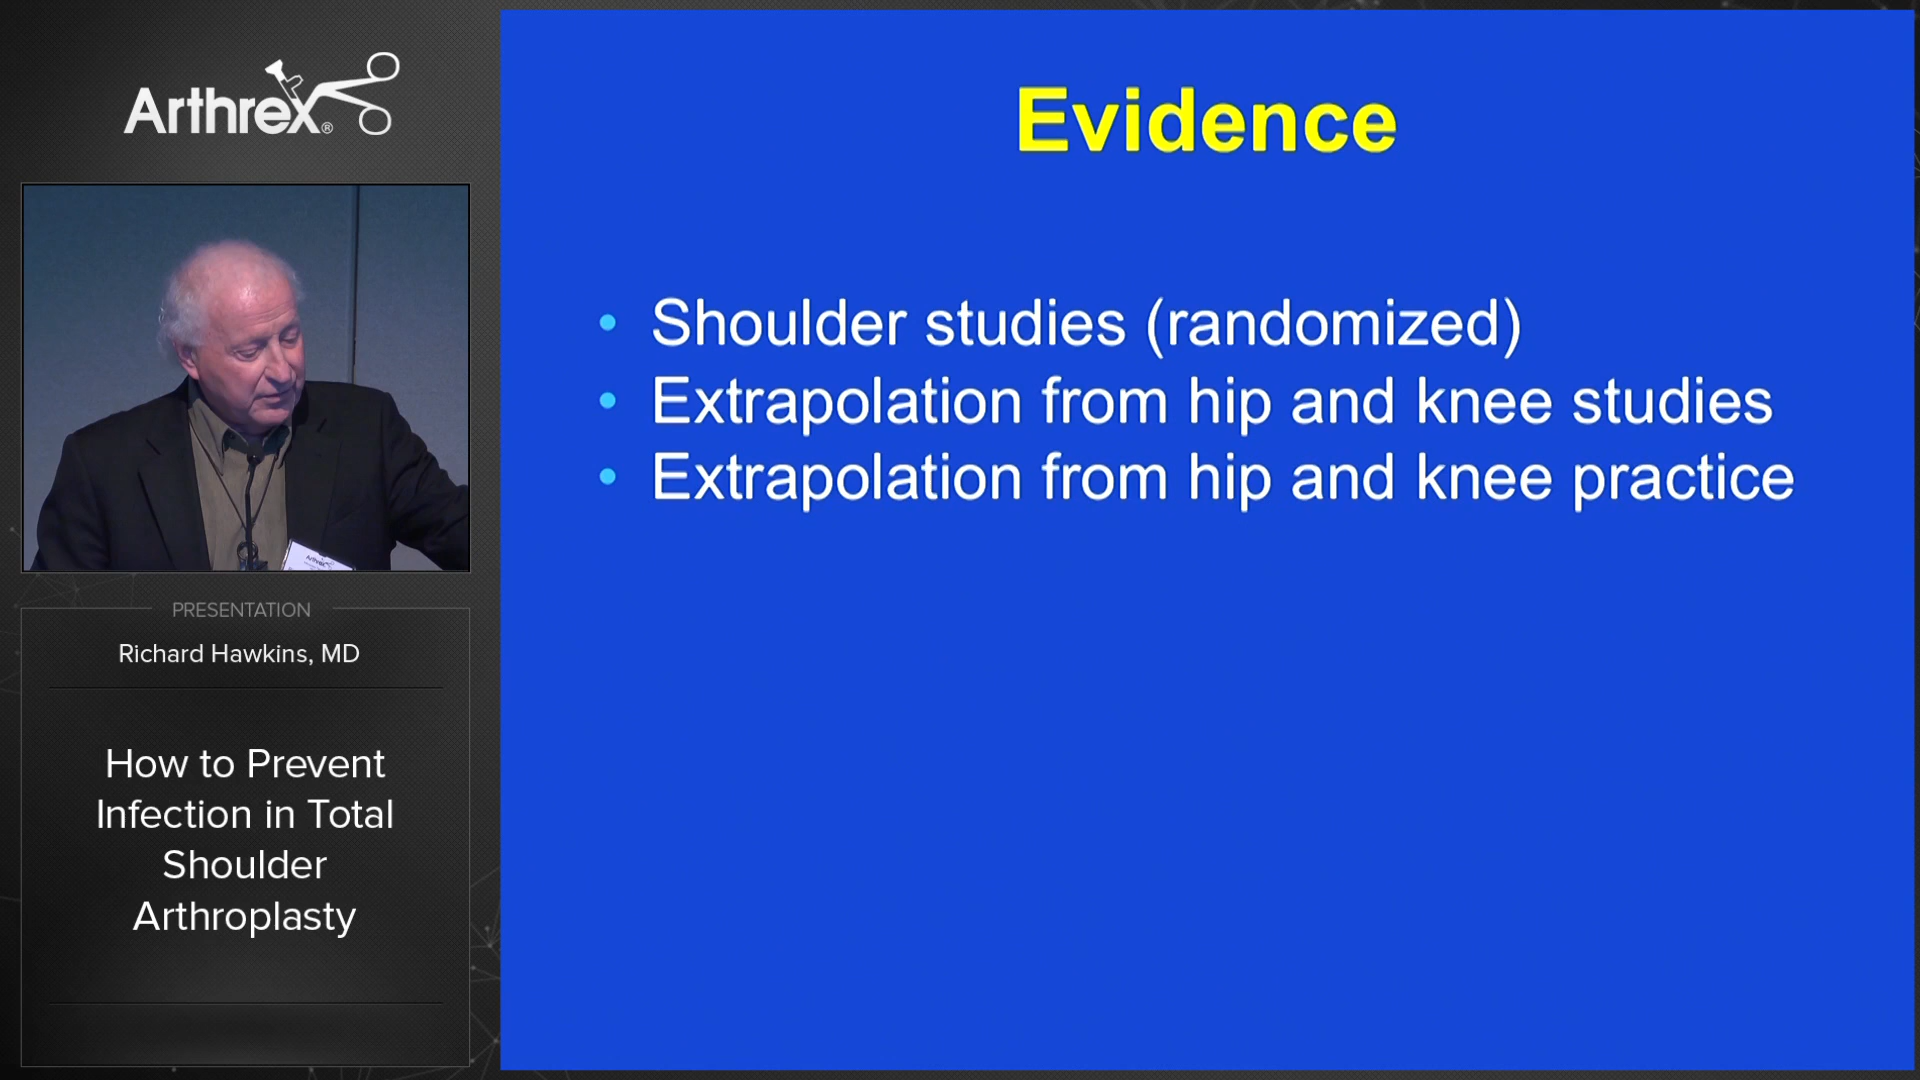 Arthrex®
PRESENTATION
Richard Hawkins, MD
How to Prevent
Infection in Total
Shoulder
Arthroplasty
Evidence
• Shoulder studies (randomized)
• Extrapolation from hip and knee studies
• Extrapolation from hip and knee practice